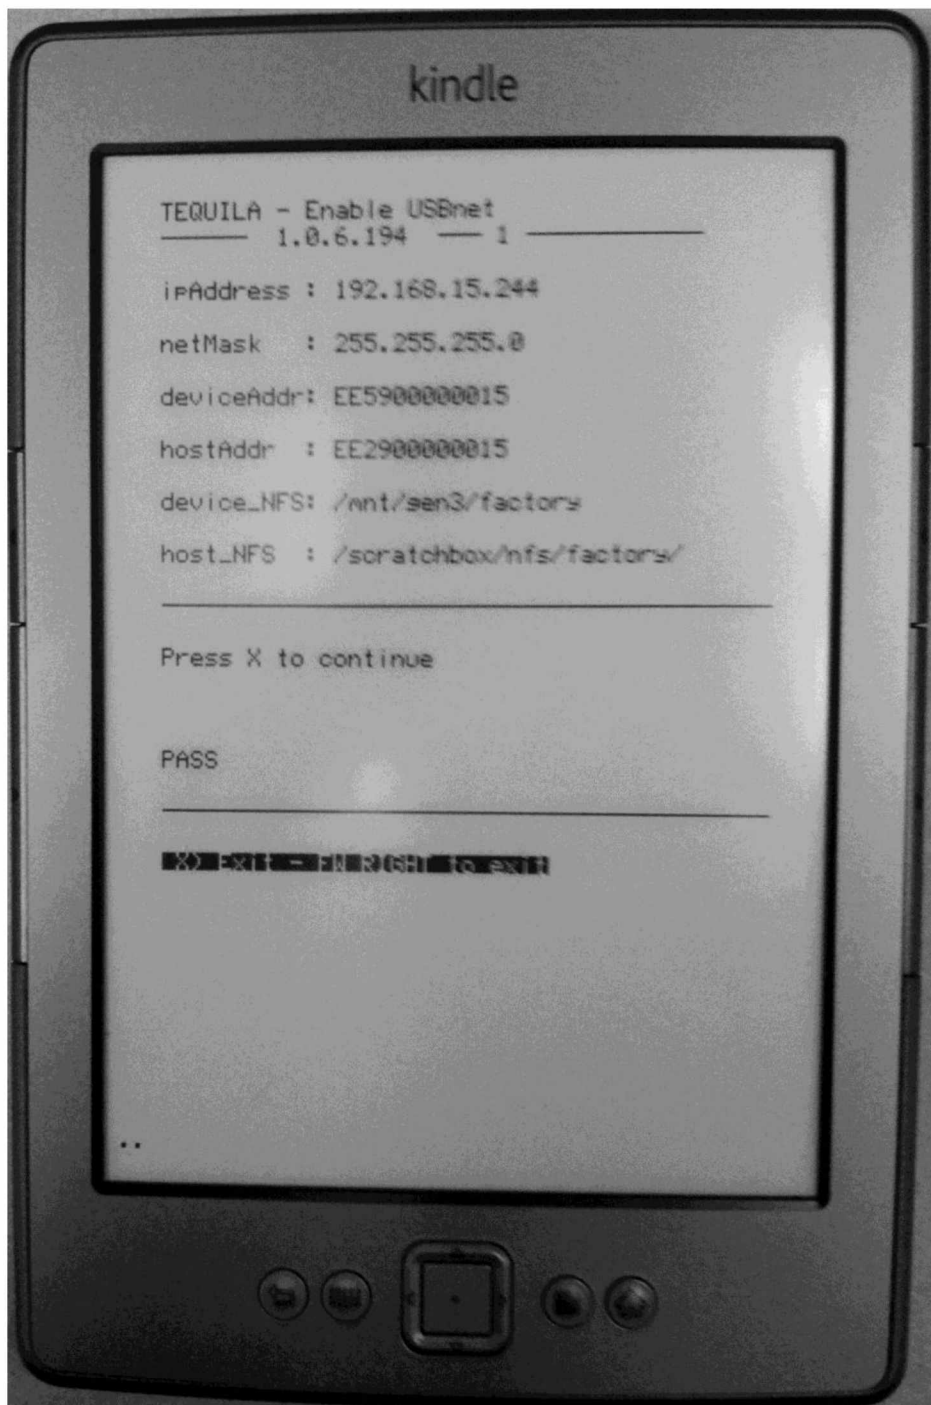 kindle
TEQUILA - Enable USBnet
1.0.6.194 1
ipAddress : 192.168.15.244
netMask : 255.255.255.0
deviceAddr: EE5900000015
hostAddr : EE2900000015
device_NFS: /mnt/gen3/factory
host_NFS : /scratchbox/nfs/factory/
Press X to continue
PASS
X) Exit - FW RIGHT to exit
..